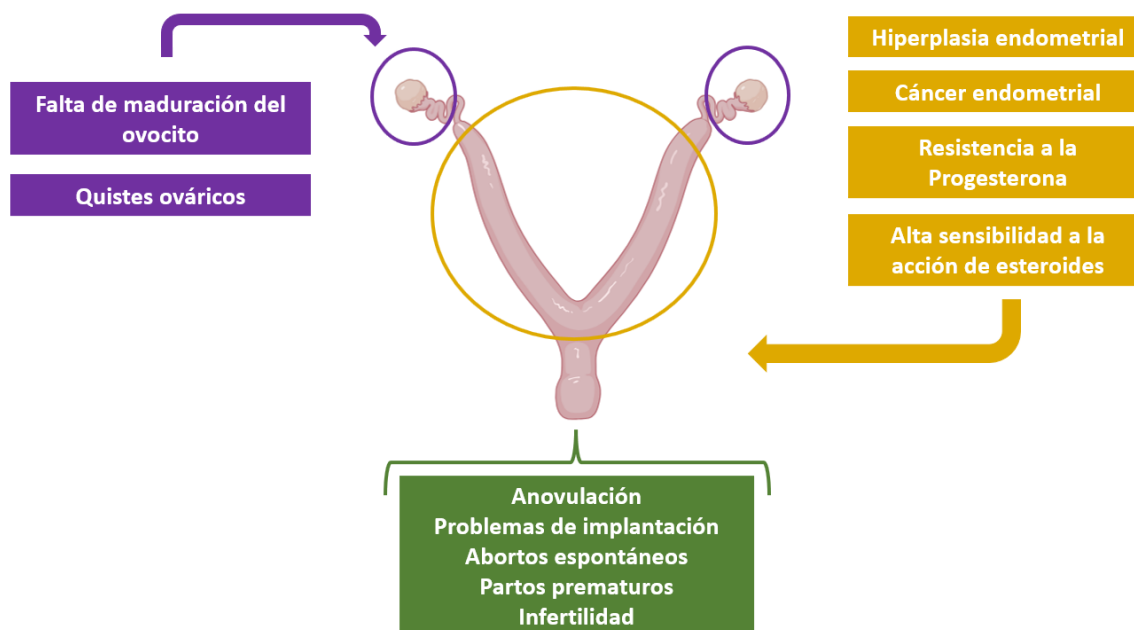 Falta de maduración del
ovocito
Quistes ováricos
Hiperplasia endometrial
Cáncer endometrial
Resistencia a la
Progesterona
Alta sensibilidad a la
acción de esteroides
Anovulación
Problemas de implantación
Abortos espontáneos
Partos prematuros
Infertilidad